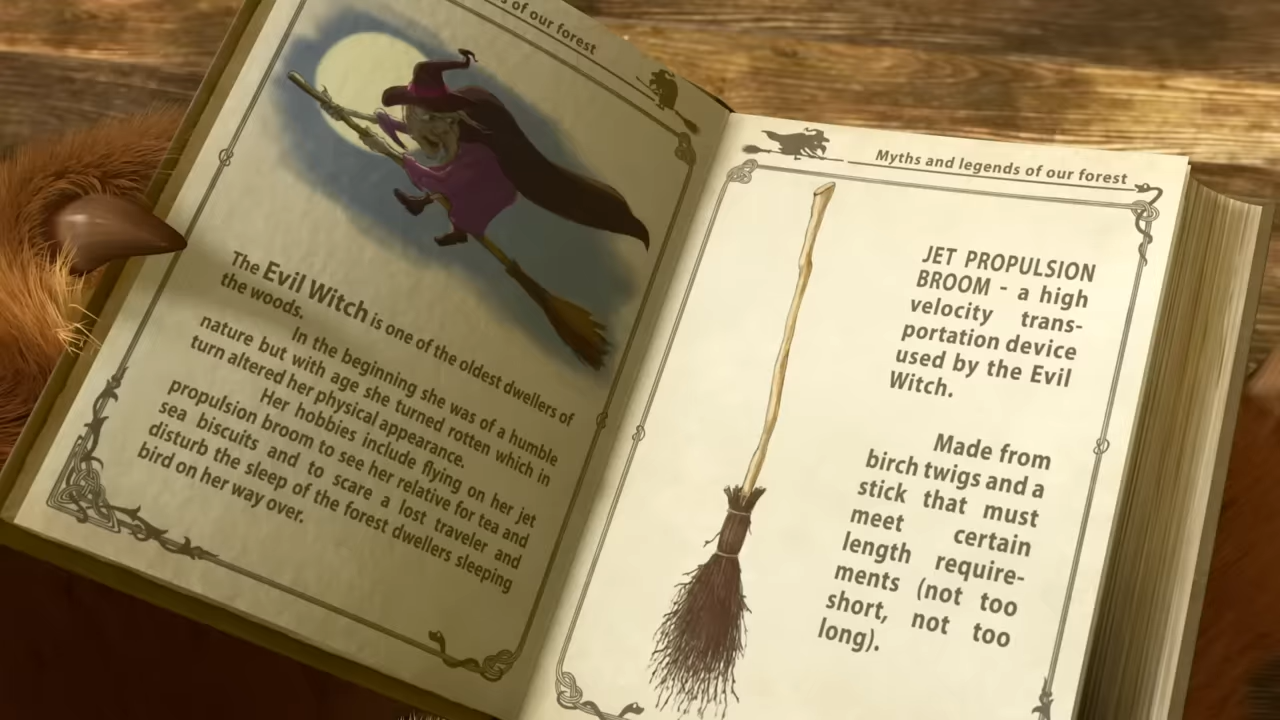 s of our forest
The Evil Witch is one of the oldest dwellers of
the woods.
In the beginning she was of a humble
nature but with age she turned rotten which in
turn altered her physical appearance.
Her hobbies include flying on her jet
propulsion broom to see her relative for tea and
sea biscuits and to scare a lost traveler and
disturb the sleep of the forest dwellers sleeping
bird on her way over.
Myths and legends of our forest
JET PROPULSION
BROOM - a high
velocity trans-
portation device
used by the Evil
Witch.
Made from
birch twigs and a
stick that must
meet certain
length require-
ments (not too
short, not too
long).